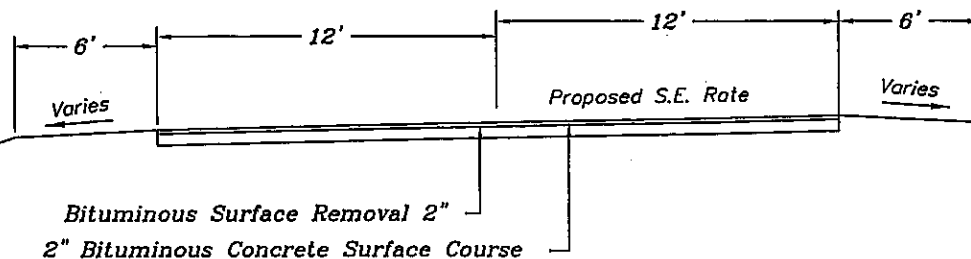 6' 12' 12' 6'
Varies Proposed S.E. Rate Varies
Bituminous Surface Removal 2"
2" Bituminous Concrete Surface Course